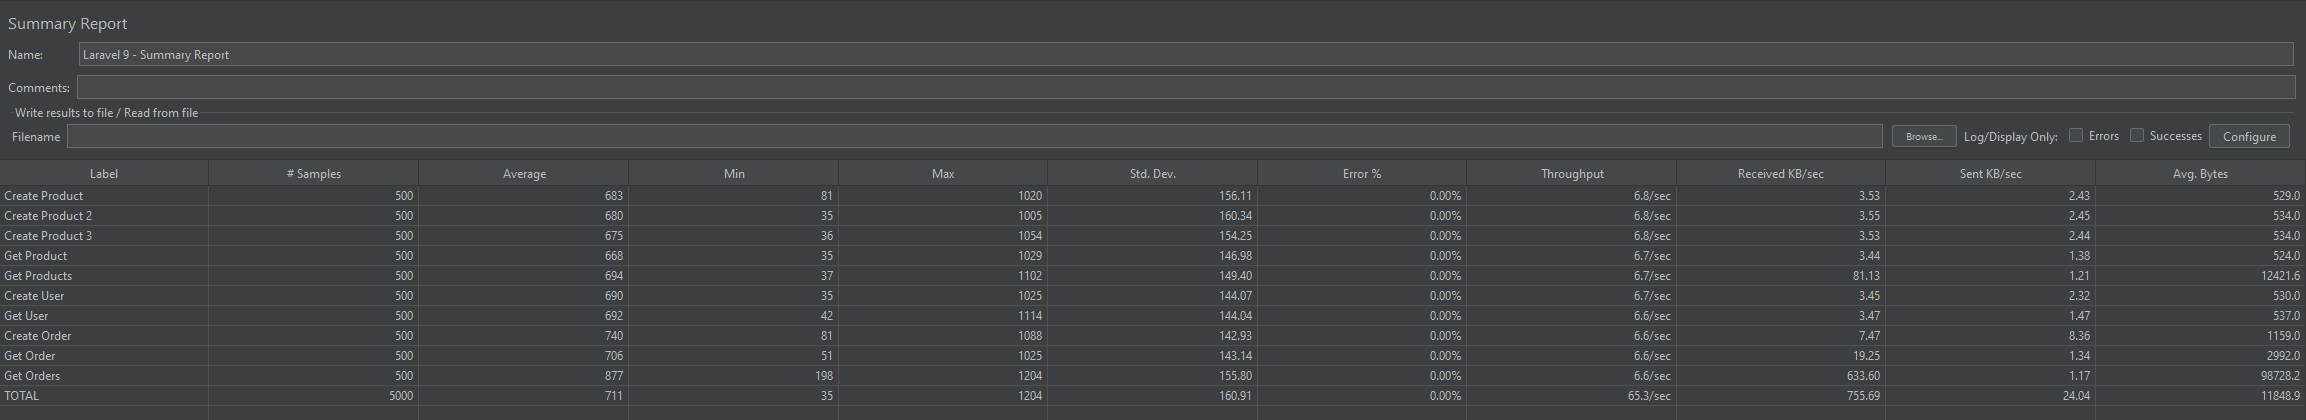 Summary Report
Name: Laravel 9 - Summary Report
Comments:
Write results to file / Read from file
Filename Browse... Log/Display Only: Errors Successes Configure
Label # Samples Average Min Max Std. Dev. Error % Throughput Received KB/sec Sent KB/sec Avg. Bytes
Create Product 500 683 81 1020 156.11 0.00% 6.8/sec 3.53 2.43 529.0
Create Product 2 500 680 35 1005 160.34 0.00% 6.8/sec 3.55 2.45 534.0
Create Product 3 500 675 36 1054 154.25 0.00% 6.8/sec 3.53 2.44 534.0
Get Product 500 668 35 1029 146.98 0.00% 6.7/sec 3.44 1.38 524.0
Get Products 500 694 37 1102 149.40 0.00% 6.7/sec 81.13 1.21 12421.6
Create User 500 690 35 1025 144.07 0.00% 6.7/sec 3.45 2.32 530.0
Get User 500 692 42 1114 144.04 0.00% 6.6/sec 3.47 1.47 537.0
Create Order 500 740 81 1088 142.93 0.00% 6.6/sec 7.47 8.36 1159.0
Get Order 500 706 51 1025 143.14 0.00% 6.6/sec 19.25 1.34 2992.0
Get Orders 500 877 198 1204 155.80 0.00% 6.6/sec 633.60 1.17 98728.2
TOTAL 5000 711 35 1204 160.91 0.00% 65.3/sec 755.69 24.04 11848.9